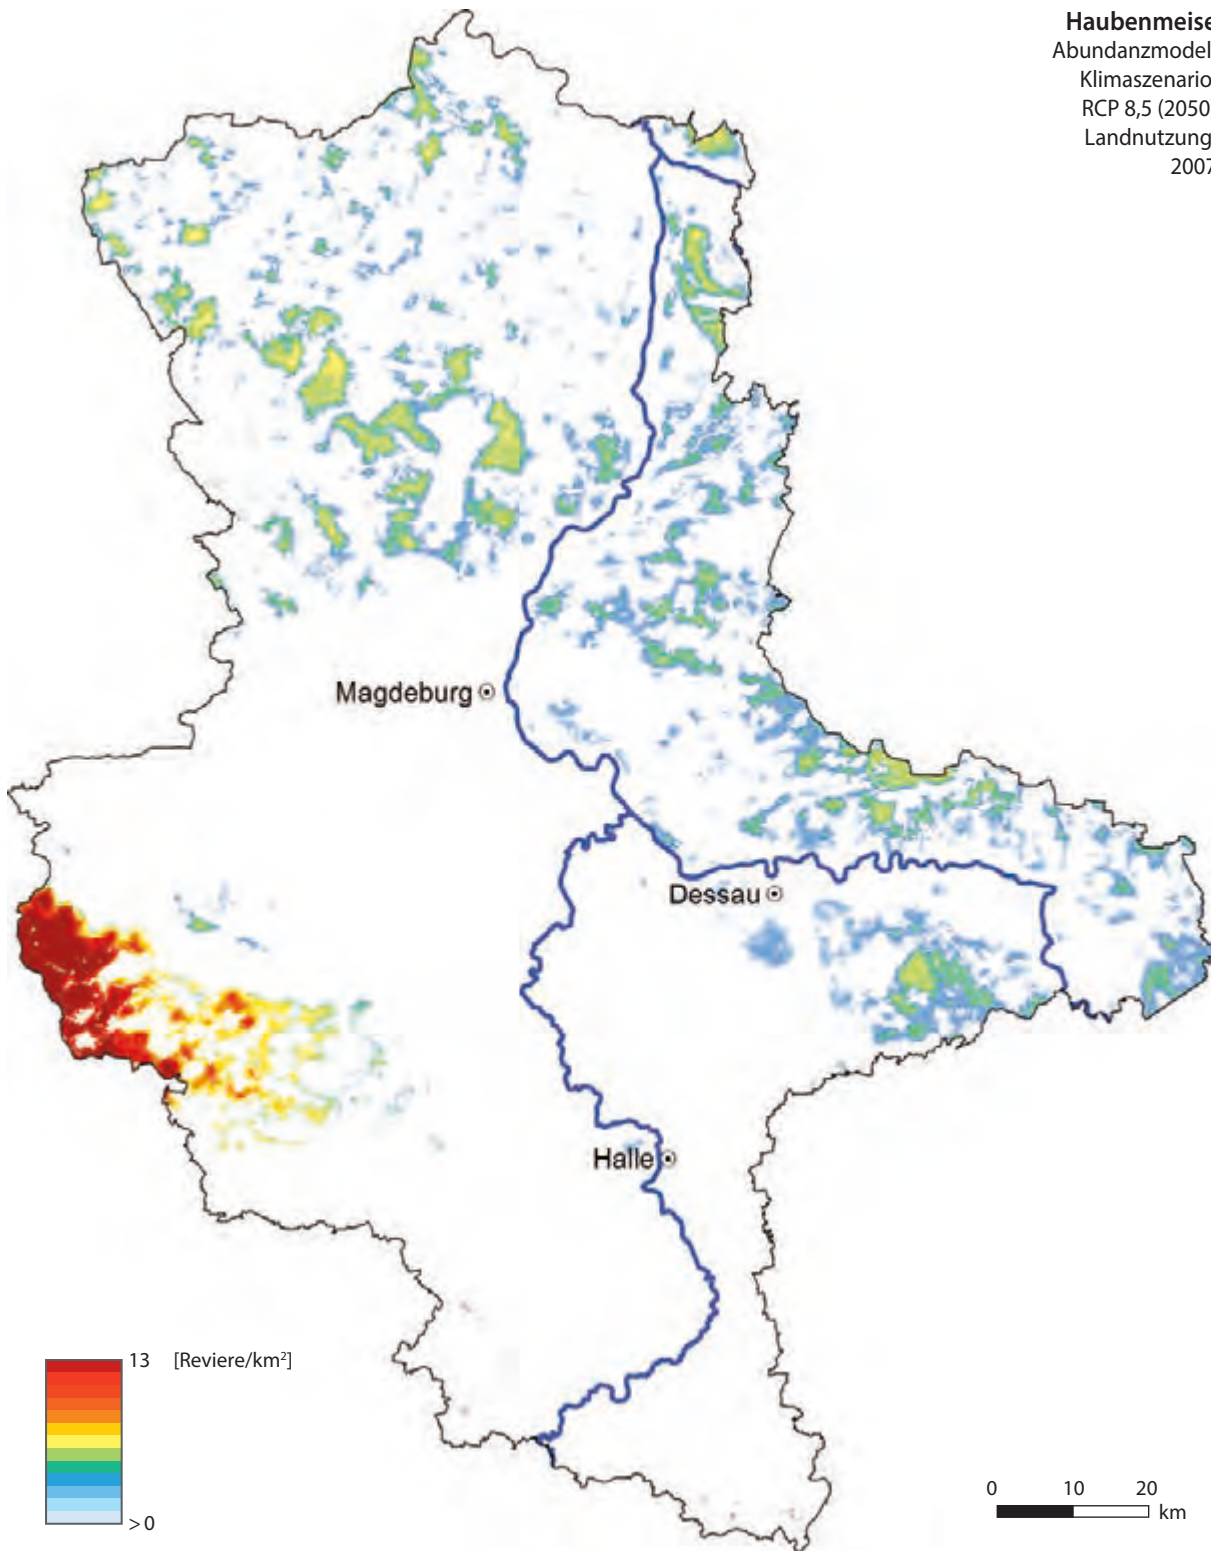 Haubenmeise
Abundanzmodel
Klimaszenario
RCP 8,5 (2050
Landnutzung
2007
Magdeburg
Dessau
Halle
13 [Reviere/km²]
>0
0 10 20
km